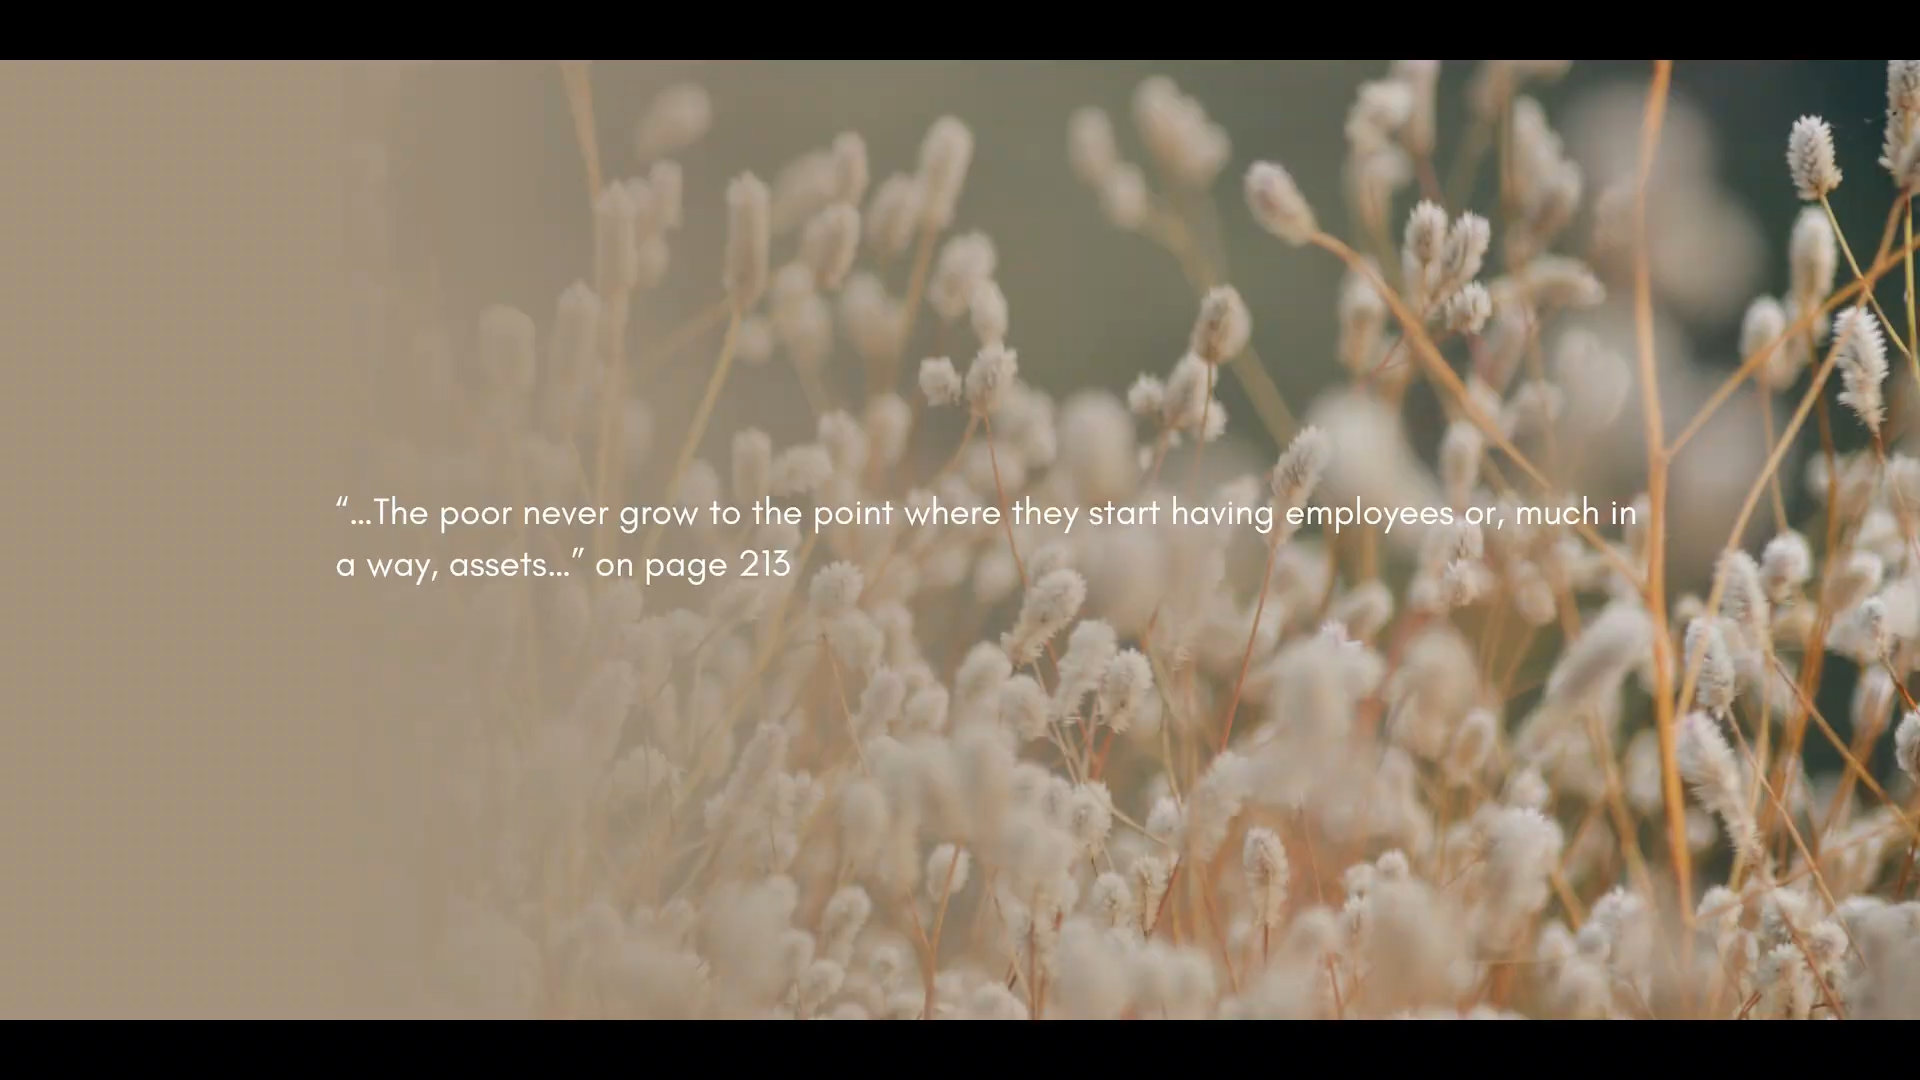 “...The poor never grow to the point where they start having employees or, much in
a way, assets...” on page 213